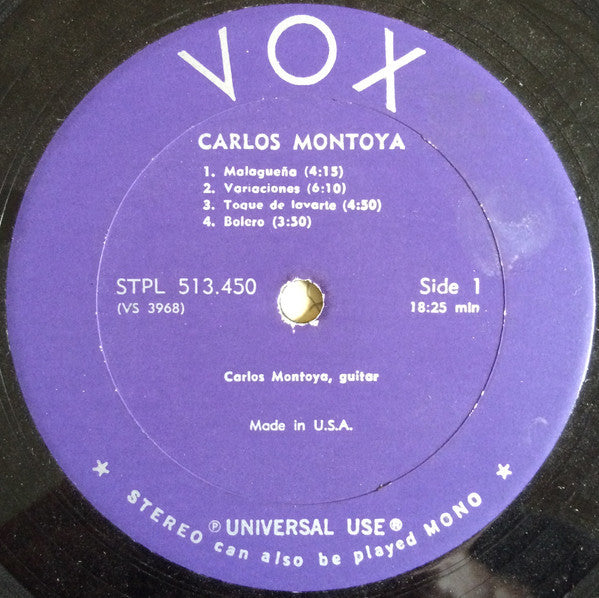 VOX
CARLOS MONTOYA
1. Malagueña (4:15)
2. Variaciones (6:10)
3. Toque de lavarte (4:50)
4. Bolero (3:50)
STPL 513.450
(VS 3968)
Side 1
18:25 min
Carlos Montoya, guitar
Made in U.S.A.
℗ UNIVERSAL USE®
★ STEREO can also be played MONO ★